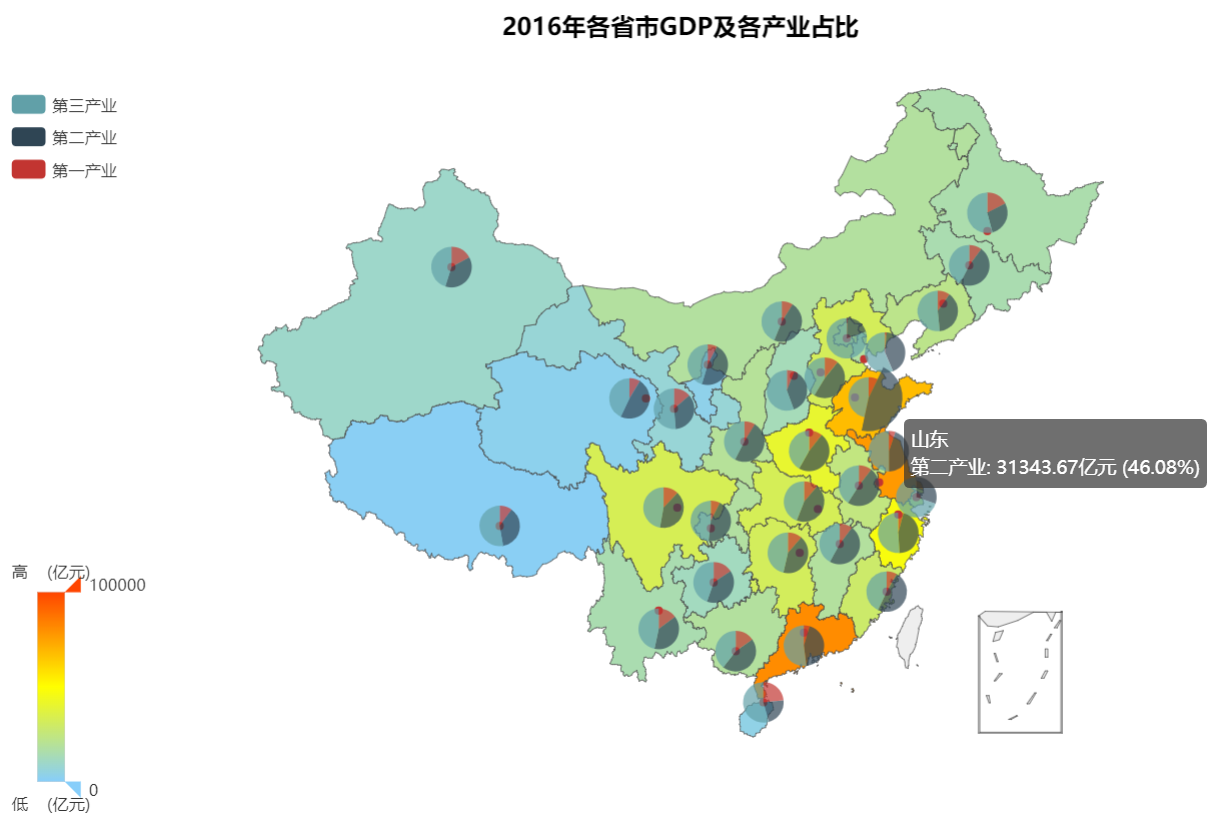 2016年各省市GDP及各产业占比
第三产业
第二产业
第一产业
山东
第二产业: 31343.67亿元 (46.08%)
高 (亿元)
100000
0
低 (亿元)